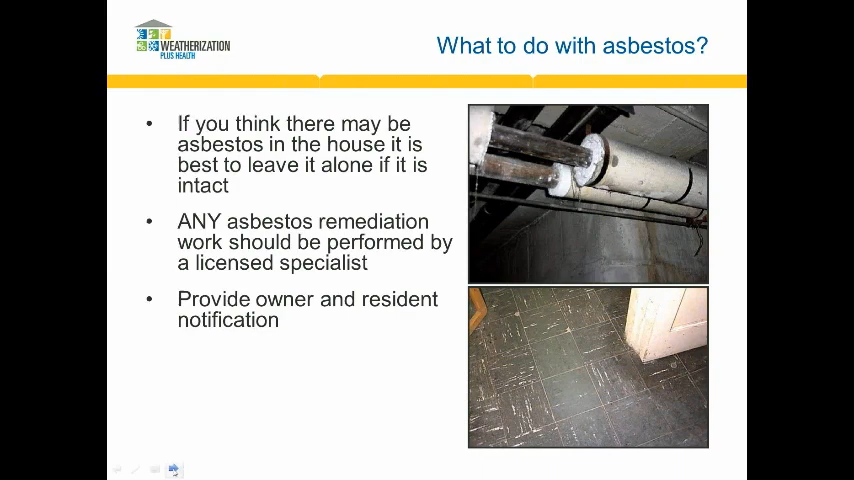 WEATHERIZATION
PLUS HEALTH
What to do with asbestos?
• If you think there may be
asbestos in the house it is
best to leave it alone if it is
intact
• ANY asbestos remediation
work should be performed by
a licensed specialist
• Provide owner and resident
notification